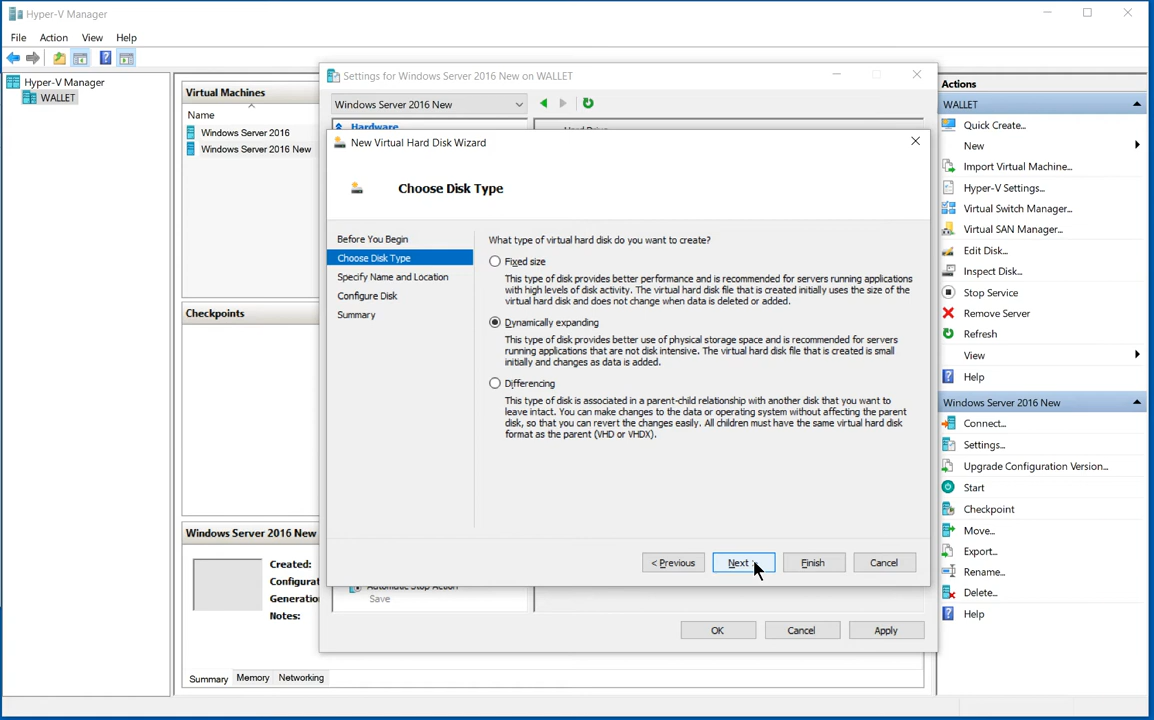 Hyper-V Manager
File Action View Help
Hyper-V Manager
WALLET
Virtual Machines
Name
Windows Server 2016
Windows Server 2016 New
Checkpoints
Windows Server 2016 New
Created:
Configurat
Generatio
Notes:
Summary Memory Networking
Settings for Windows Server 2016 New on WALLET
Windows Server 2016 New
Hardware
New Virtual Hard Disk Wizard
Choose Disk Type
Before You Begin
Choose Disk Type
Specify Name and Location
Configure Disk
Summary
What type of virtual hard disk do you want to create?
Fixed size
This type of disk provides better performance and is recommended for servers running applications
with high levels of disk activity. The virtual hard disk file that is created initially uses the size of the
virtual hard disk and does not change when data is deleted or added.
Dynamically expanding
This type of disk provides better use of physical storage space and is recommended for servers
running applications that are not disk intensive. The virtual hard disk file that is created is small
initially and changes as data is added.
Differencing
This type of disk is associated in a parent-child relationship with another disk that you want to
leave intact. You can make changes to the data or operating system without affecting the parent
disk, so that you can revert the changes easily. All children must have the same virtual hard disk
format as the parent (VHD or VHDX).
< Previous Next > Finish Cancel
Automatic Stop Action
Save
OK Cancel Apply
Actions
WALLET
Quick Create...
New
Import Virtual Machine...
Hyper-V Settings...
Virtual Switch Manager...
Virtual SAN Manager...
Edit Disk...
Inspect Disk...
Stop Service
Remove Server
Refresh
View
Help
Windows Server 2016 New
Connect...
Settings...
Upgrade Configuration Version...
Start
Checkpoint
Move...
Export...
Rename...
Delete...
Help